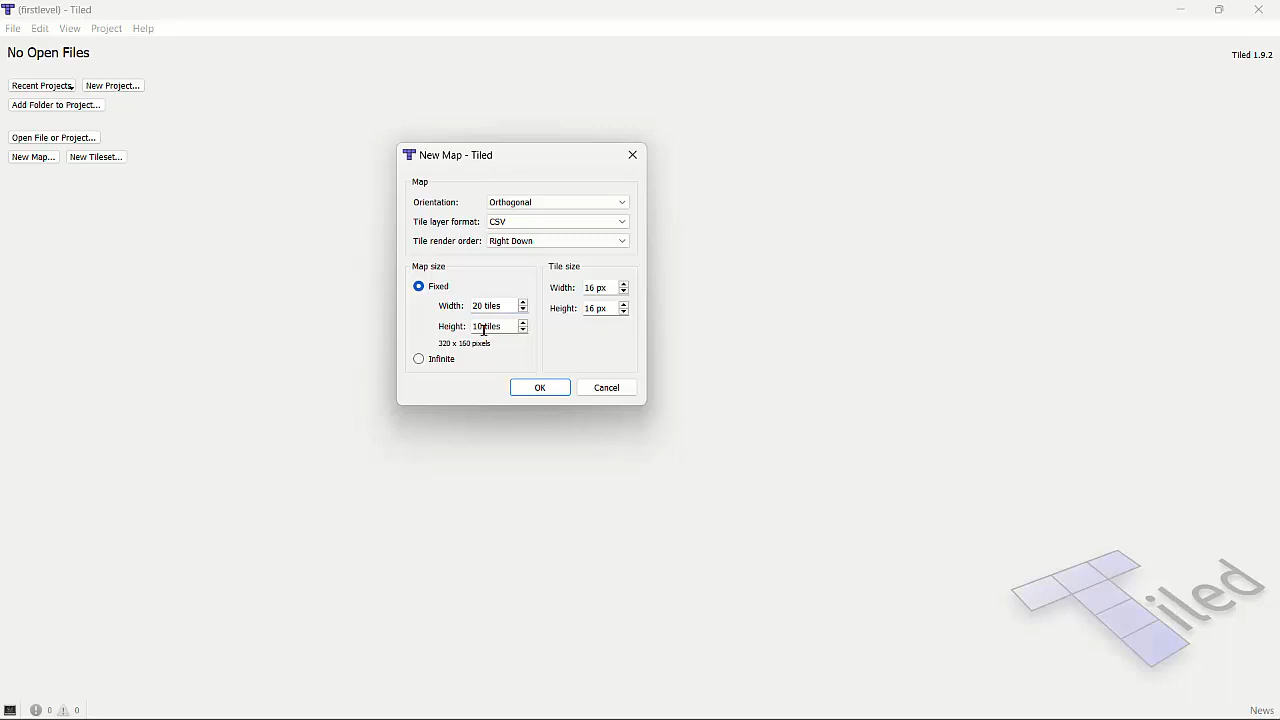 (firstlevel) - Tiled
File Edit View Project Help
No Open Files
Tiled 1.9.2
Recent Projects New Project...
Add Folder to Project...
Open File or Project...
New Map... New Tileset...
New Map - Tiled
Map
Orientation: Orthogonal
Tile layer format: CSV
Tile render order: Right Down
Map size
Fixed
Width: 20 tiles
Height: 10 tiles
320 x 160 pixels
Infinite
Tile size
Width: 16 px
Height: 16 px
OK Cancel
Tiled
0 0
News